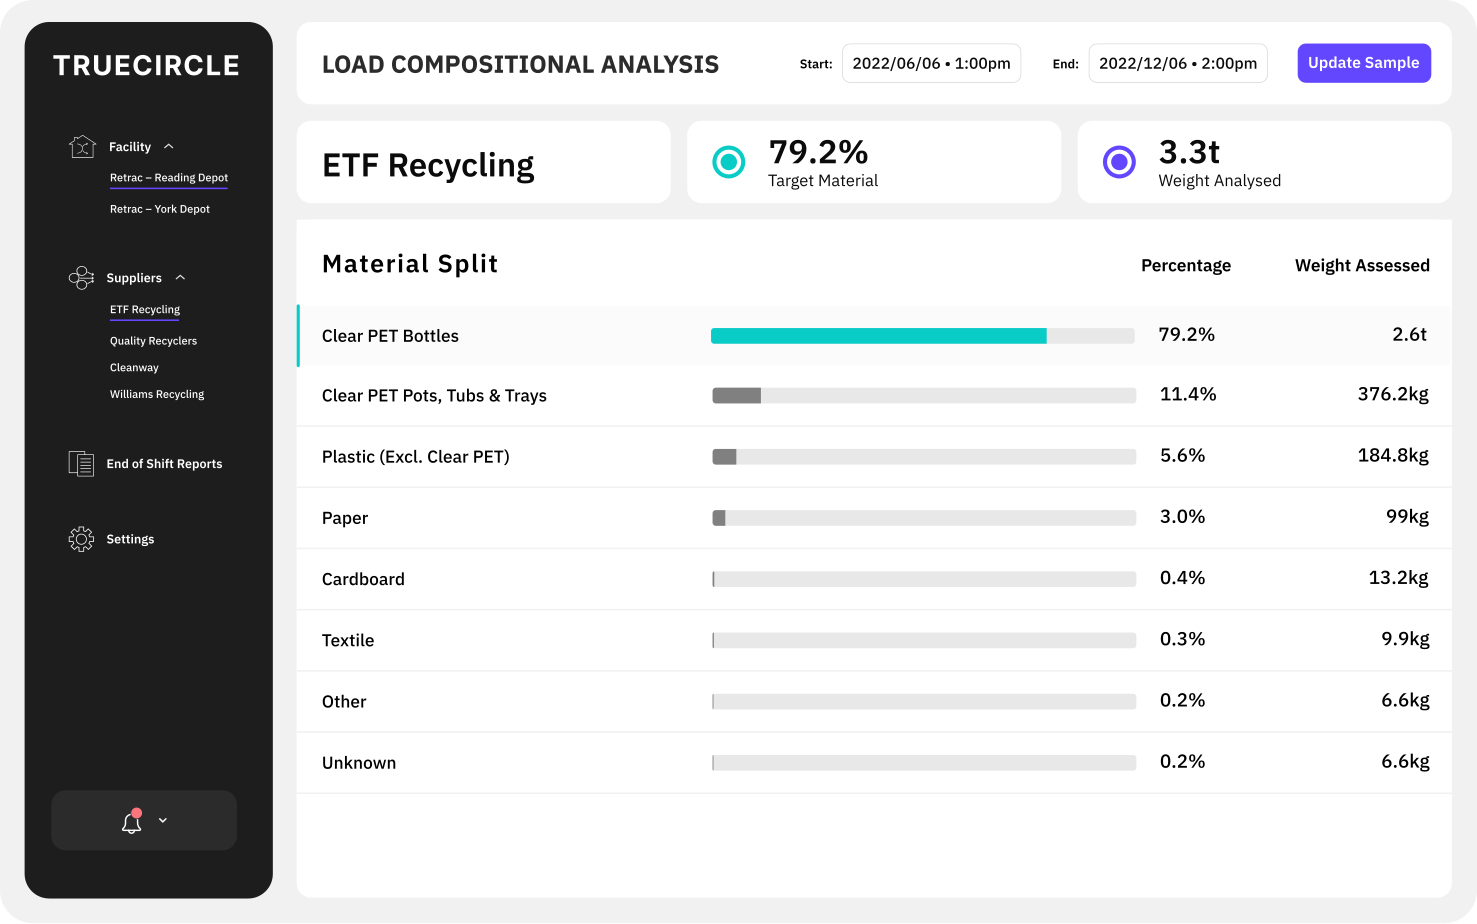 TRUECIRCLE
Facility
Retrac – Reading Depot
Retrac – York Depot
Suppliers
ETF Recycling
Quality Recyclers
Cleanway
Williams Recycling
End of Shift Reports
Settings
LOAD COMPOSITIONAL ANALYSIS
Start: 2022/06/06 • 1:00pm
End: 2022/12/06 • 2:00pm
Update Sample
ETF Recycling
79.2%
Target Material
3.3t
Weight Analysed
Material Split Percentage Weight Assessed
Clear PET Bottles 79.2% 2.6t
Clear PET Pots, Tubs & Trays 11.4% 376.2kg
Plastic (Excl. Clear PET) 5.6% 184.8kg
Paper 3.0% 99kg
Cardboard 0.4% 13.2kg
Textile 0.3% 9.9kg
Other 0.2% 6.6kg
Unknown 0.2% 6.6kg